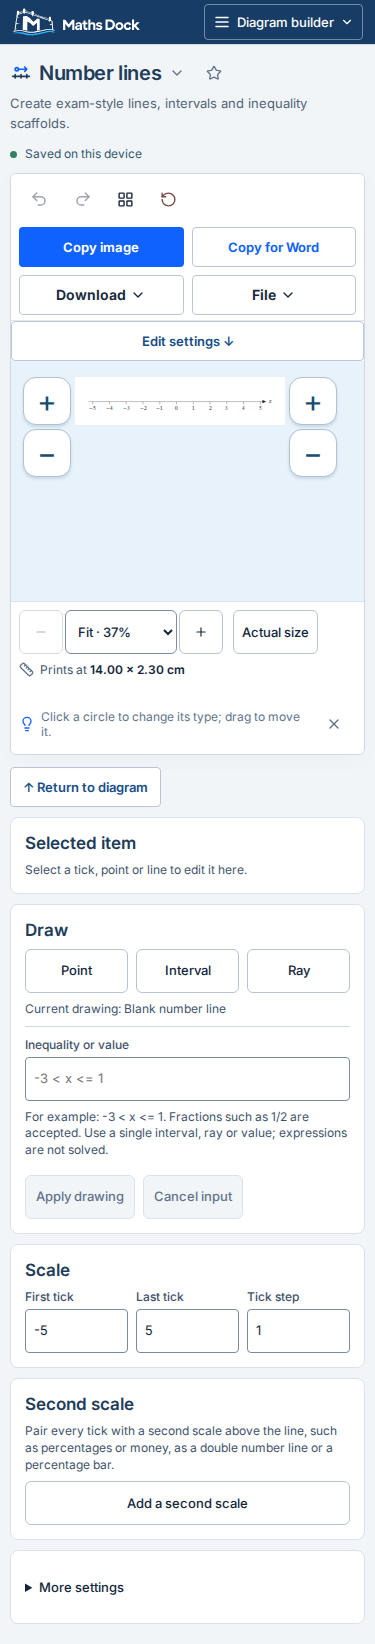 Maths Dock
Diagram builder
Number lines
Create exam-style lines, intervals and inequality
scaffolds.
Saved on this device
Copy image
Copy for Word
Download
File
Edit settings ↓
+
+
−5 −4 −3 −2 −1 0 1 2 3 4 5 x
−
−
−
Fit · 37%
+
Actual size
Prints at 14.00 × 2.30 cm
Click a circle to change its type; drag to move
it.
↑ Return to diagram
Selected item
Select a tick, point or line to edit it here.
Draw
Point
Interval
Ray
Current drawing: Blank number line
Inequality or value
-3 < x <= 1
For example: -3 < x <= 1. Fractions such as 1/2 are
accepted. Use a single interval, ray or value; expressions
are not solved.
Apply drawing
Cancel input
Scale
First tick
Last tick
Tick step
-5
5
1
Second scale
Pair every tick with a second scale above the line, such
as percentages or money, as a double number line or a
percentage bar.
Add a second scale
More settings